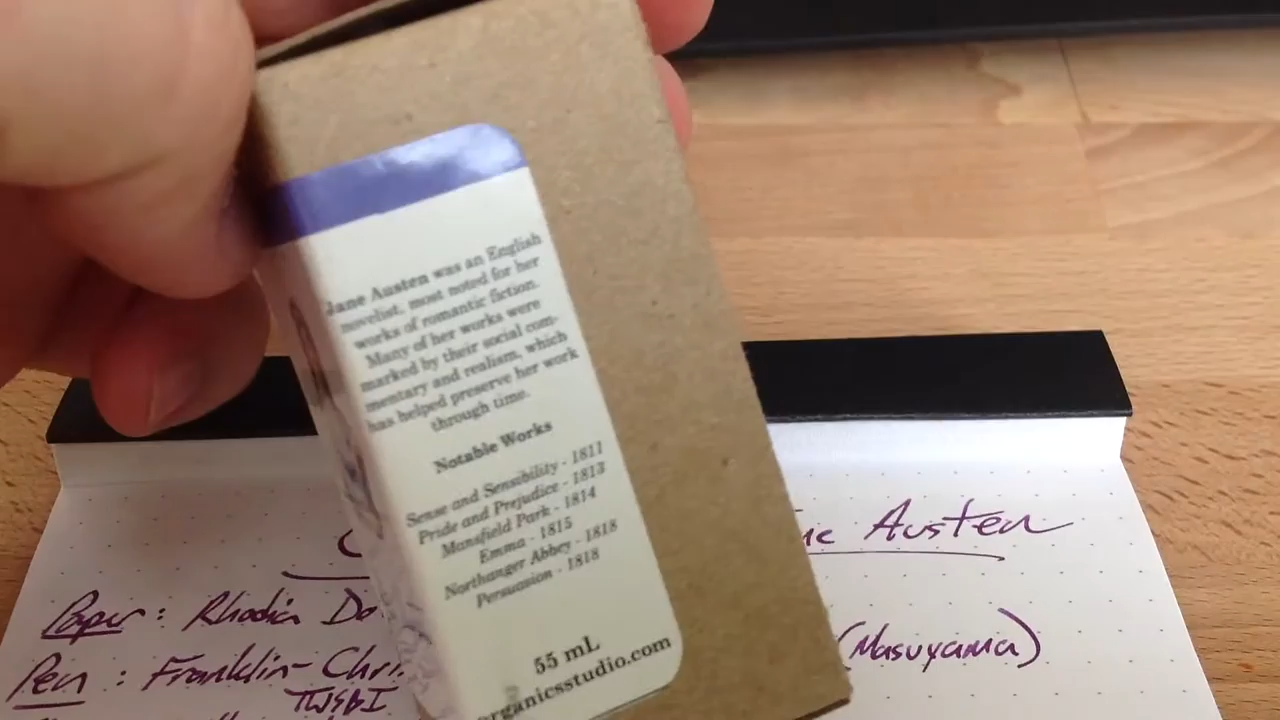 Jane Austen was an English
novelist, most noted for her
works of romantic fiction.
Many of her works were
marked by their social com-
mentary and realism, which
has helped preserve her work
through time.
Notable Works
Sense and Sensibility - 1811
Pride and Prejudice - 1813
Mansfield Park - 1814
Emma - 1815
Northanger Abbey - 1818
Persuasion - 1818
55 mL
rganicsstudio.com
Austen
Paper : Rhodia Do
(Masuyama)
Pen : Franklin-Chri
TWSBI